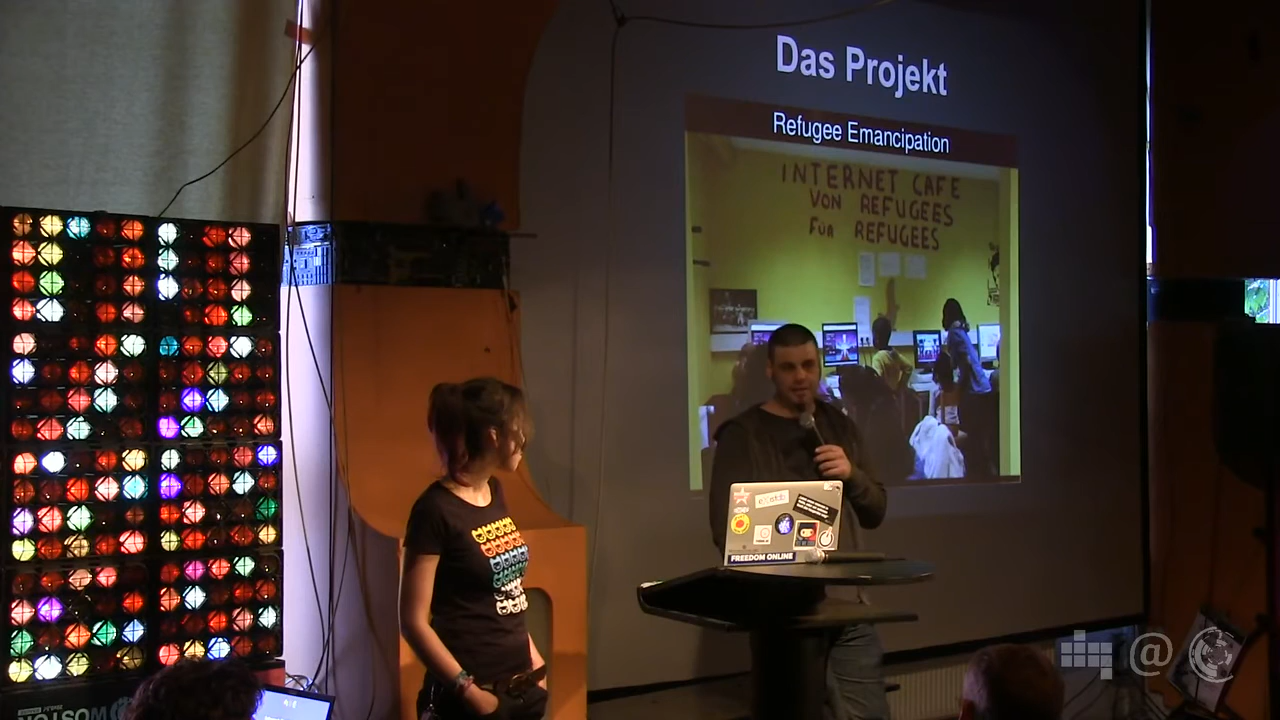 Das Projekt
Refugee Emancipation
INTERNET CAFE
VON REFUGEES
FÜR REFUGEES
FREEDOM ONLINE
@